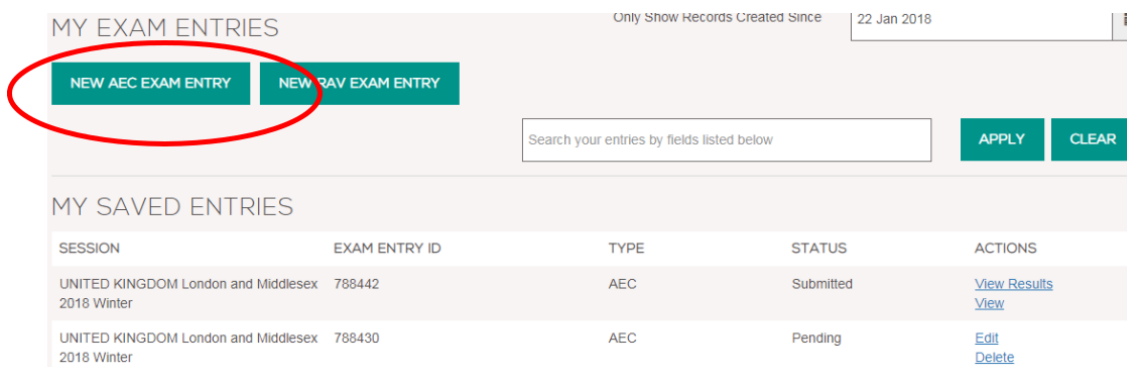 MY EXAM ENTRIES
Only Show Records Created Since
22 Jan 2018
NEW AEC EXAM ENTRY
NEW RAV EXAM ENTRY
Search your entries by fields listed below
APPLY
CLEAR
MY SAVED ENTRIES
SESSION EXAM ENTRY ID TYPE STATUS ACTIONS
UNITED KINGDOM London and Middlesex 788442 AEC Submitted View Results
2018 Winter View
UNITED KINGDOM London and Middlesex 788430 AEC Pending Edit
2018 Winter Delete